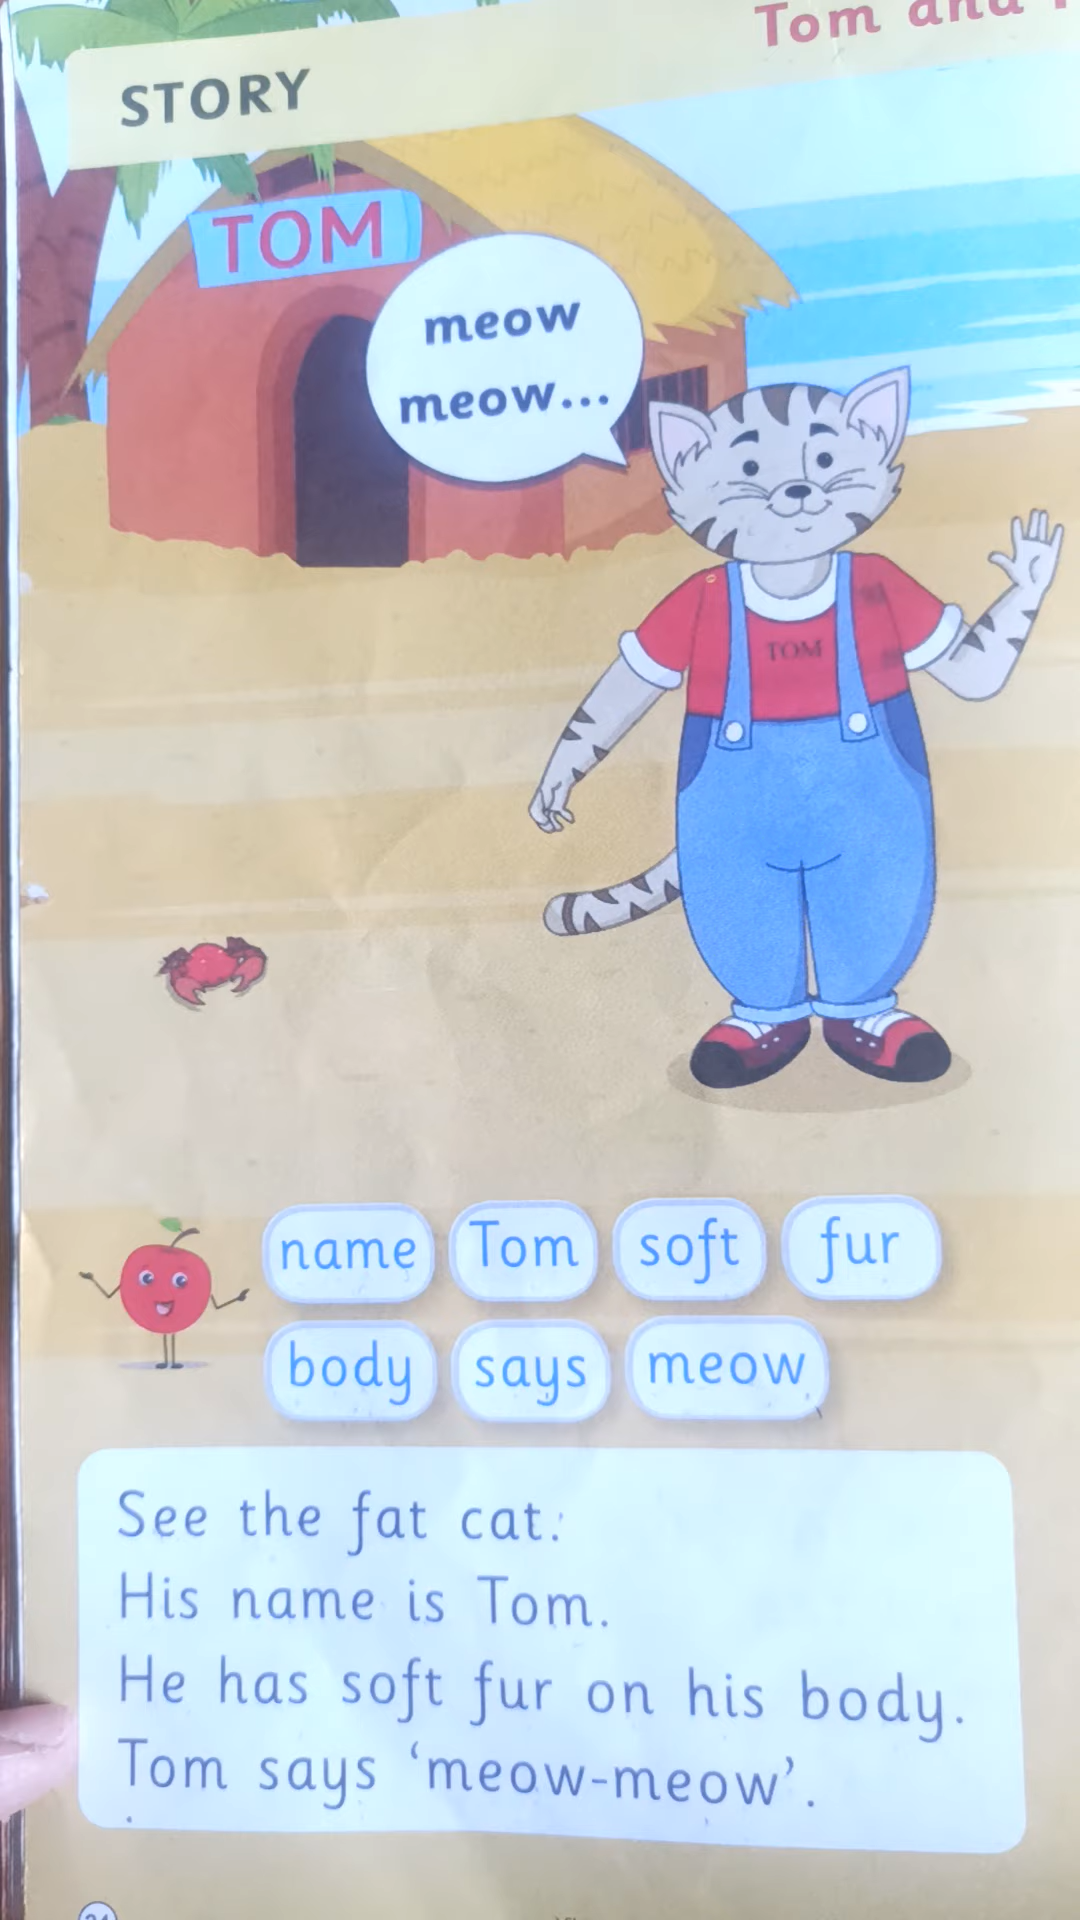 Tom and
STORY
TOM
meow
meow...
TOM
name Tom soft fur
body says meow
See the fat cat.
His name is Tom.
He has soft fur on his body.
Tom says ‘meow-meow’.